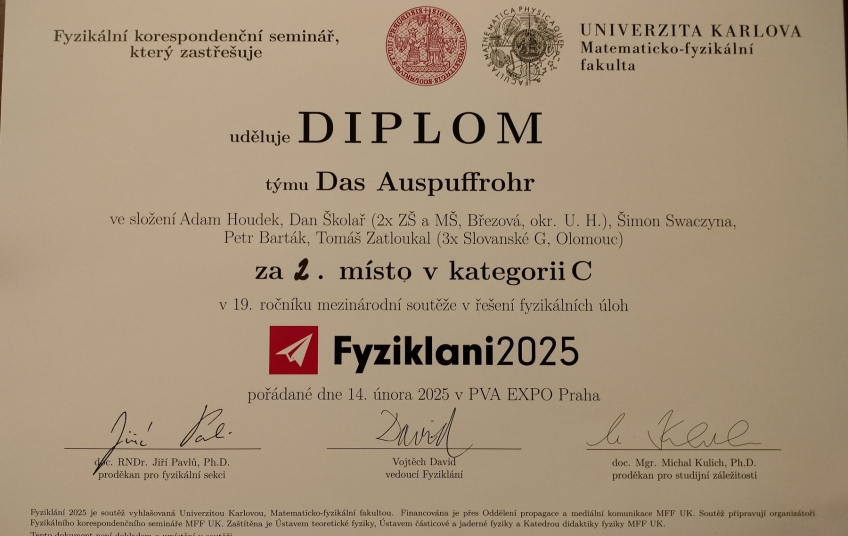 Fyzikální korespondenční seminář,
který zastřešuje
UNIVERZITA KARLOVA
Matematicko-fyzikální
fakulta
uděluje DIPLOM
týmu Das Auspuffrohr
ve složení Adam Houdek, Dan Školař (2x ZŠ a MŠ, Březová, okr. U. H.), Šimon Swaczyna,
Petr Barták, Tomáš Zatloukal (3x Slovanské G, Olomouc)
za 2. místo v kategorii C
v 19. ročníku mezinárodní soutěže v řešení fyzikálních úloh
Fyziklani2025
pořádané dne 14. února 2025 v PVA EXPO Praha
David
doc. RNDr. Jiří Pavlů, Ph.D.
proděkan pro fyzikální sekci
Vojtěch David
vedoucí Fyziklání
doc. Mgr. Michal Kulich, Ph.D.
proděkan pro studijní záležitosti
Fyziklání 2025 je soutěž vyhlašovaná Univerzitou Karlovou, Matematicko-fyzikální fakultou. Financována je přes Oddělení propagace a mediální komunikace MFF UK. Soutěž připravují organizátoři
Fyzikálního korespondenčního semináře MFF UK. Zaštítěna je Ústavem teoretické fyziky, Ústavem částicové a jaderné fyziky a Katedrou didaktiky fyziky MFF UK.